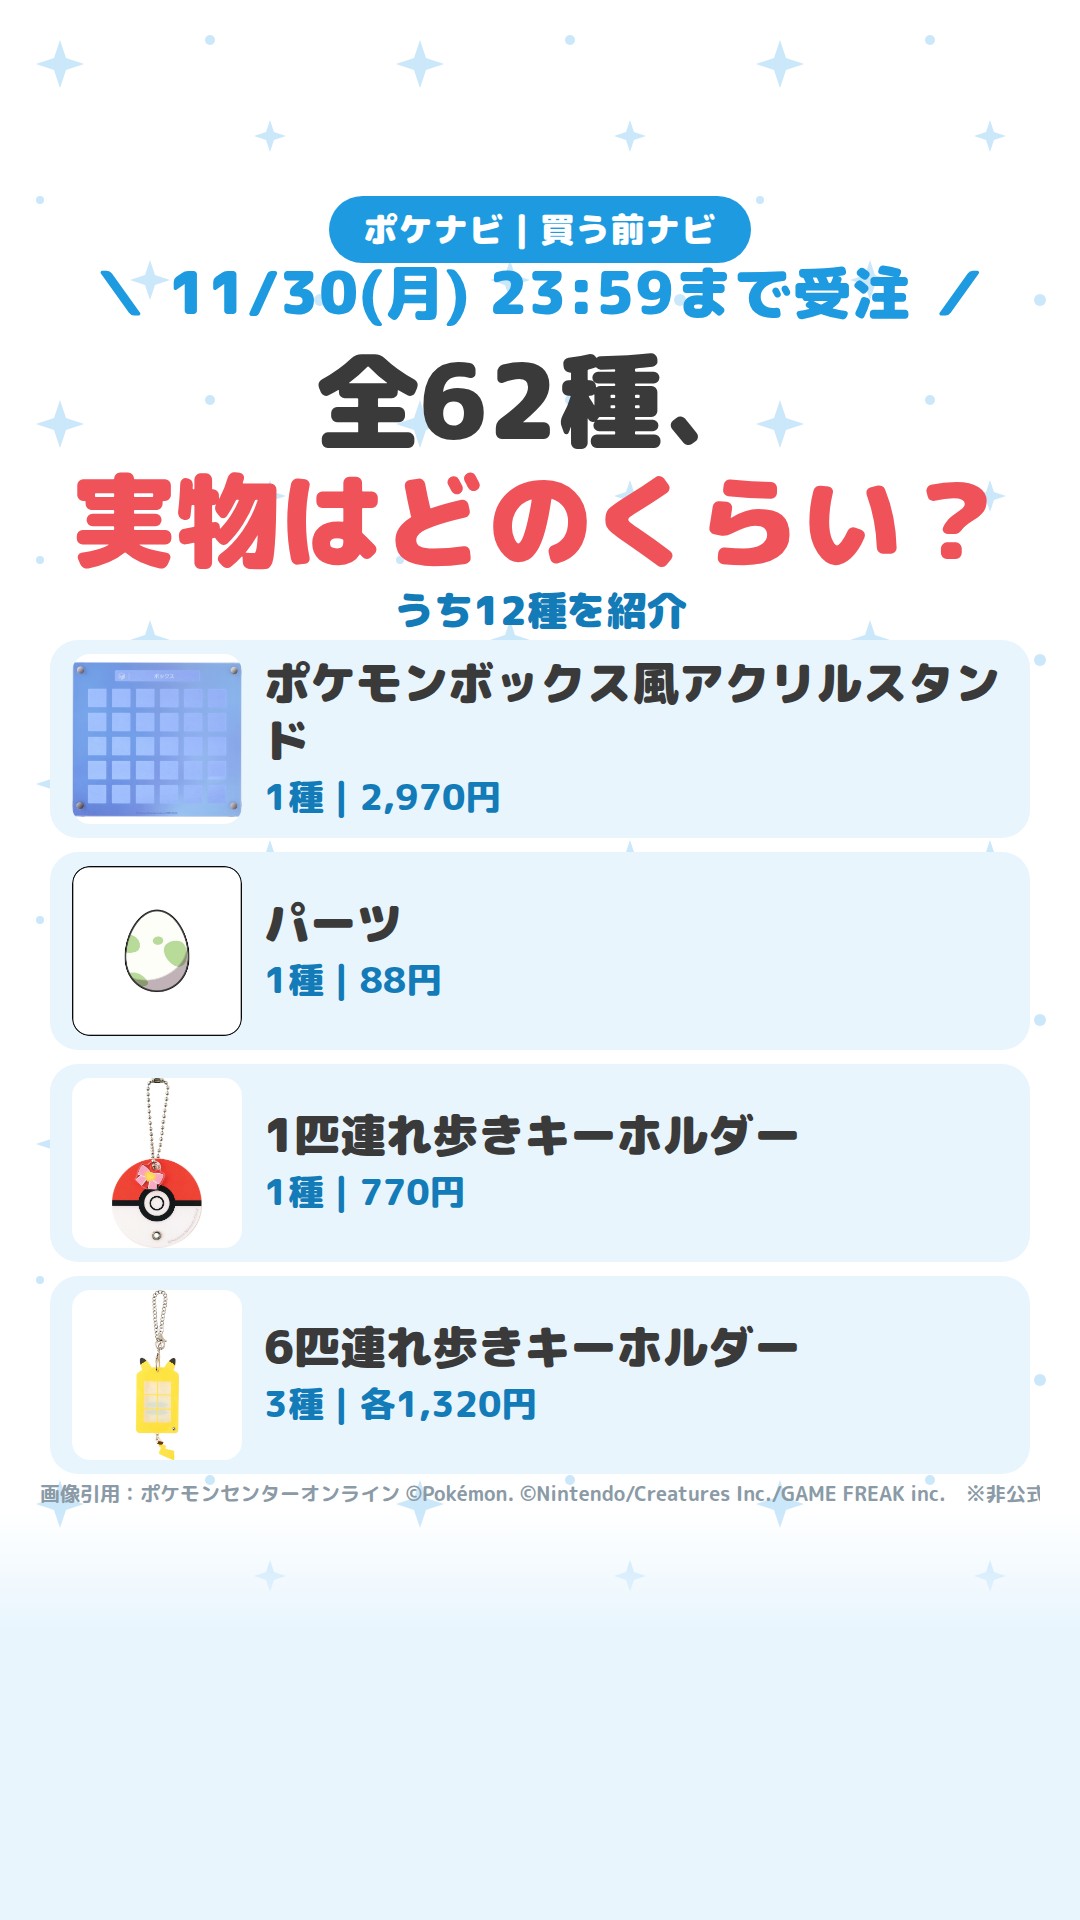 ポケナビ｜買う前ナビ
＼ 11/30(月) 23:59まで受注 ／
全62種、
実物はどのくらい？
うち12種を紹介
ポケモンボックス風アクリルスタン
ド
1種｜2,970円
パーツ
1種｜88円
1匹連れ歩きキーホルダー
1種｜770円
6匹連れ歩きキーホルダー
3種｜各1,320円
画像引用：ポケモンセンターオンライン ©Pokémon. ©Nintendo/Creatures Inc./GAME FREAK inc.　※非公式